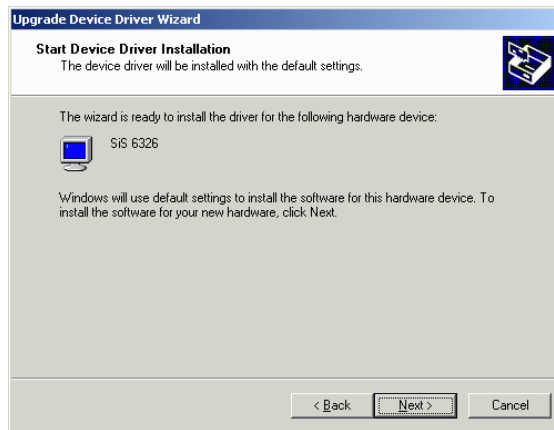 Upgrade Device Driver Wizard
Start Device Driver Installation
The device driver will be installed with the default settings.
The wizard is ready to install the driver for the following hardware device:
SiS 6326
Windows will use default settings to install the software for this hardware device. To
install the software for your new hardware, click Next.
< Back Next > Cancel